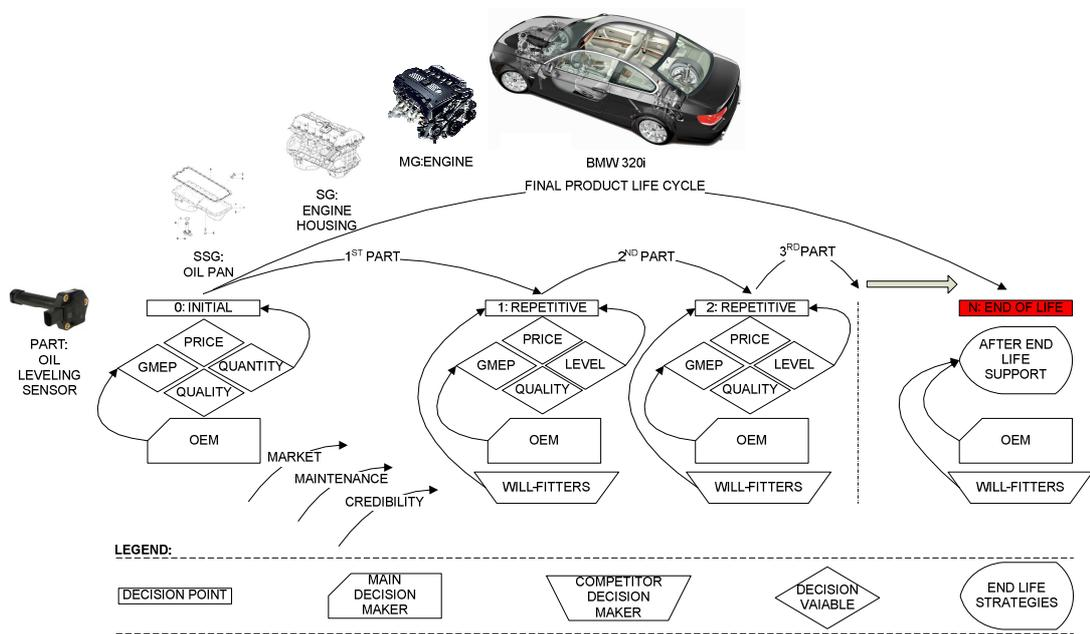 MG:ENGINE
BMW 320i
FINAL PRODUCT LIFE CYCLE
SG:
ENGINE
HOUSING
SSG:
OIL PAN
1ST PART
2ND PART
3RD PART
PART:
OIL
LEVELING
SENSOR
0: INITIAL
1: REPETITIVE
2: REPETITIVE
N: END OF LIFE
PRICE
GMEP
QUANTITY
QUALITY
OEM
PRICE
GMEP
LEVEL
QUALITY
OEM
WILL-FITTERS
PRICE
GMEP
LEVEL
QUALITY
OEM
WILL-FITTERS
AFTER END
LIFE
SUPPORT
OEM
WILL-FITTERS
MARKET
MAINTENANCE
CREDIBILITY
LEGEND:
DECISION POINT
MAIN
DECISION
MAKER
COMPETITOR
DECISION
MAKER
DECISION
VAIABLE
END LIFE
STRATEGIES